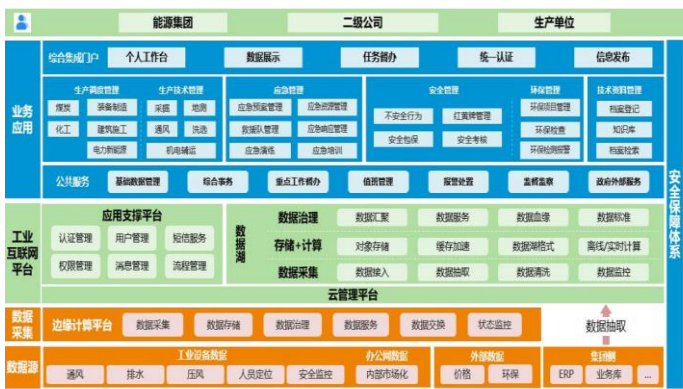 能源集团 二级公司 生产单位
综合集成门户 个人工作台 数据展示 任务督办 统一认证 信息发布
业务应用
生产调度管理 生产技术管理 应急管理 安全管理 环保管理 技术资料管理
煤炭 装备制造 采掘 地测 应急预案管理 应急资源管理 不安全行为 红黄牌管理 环保项目管理 档案登记
化工 建筑施工 通风 洗选 救援队管理 应急响应管理 安全包保 安全考核 环保检查 知识库
电力新能源 机电辅运 应急演练 应急培训 环保检测报警 档案检索
公共服务 基础数据管理 综合事务 重点工作督办 值班管理 报警处置 监督监察 政府外部服务
安全保障体系
工业互联网平台
应用支撑平台
认证管理 用户管理 短信服务
权限管理 消息管理 流程管理
数据湖
数据治理 数据汇聚 数据服务 数据血缘 数据标准
存储+计算 对象存储 缓存加速 数据湖格式 离线/实时计算
数据采集 数据接入 数据抽取 数据清洗 数据监控
云管理平台
数据采集
边缘计算平台 数据采集 数据存储 数据治理 数据服务 数据交换 状态监控 数据抽取
数据源
工业设备数据 办公网数据 外部数据 集团侧
通风 排水 压风 人员定位 安全监控 内部市场化 价格 环保 ERP 业务库 ...